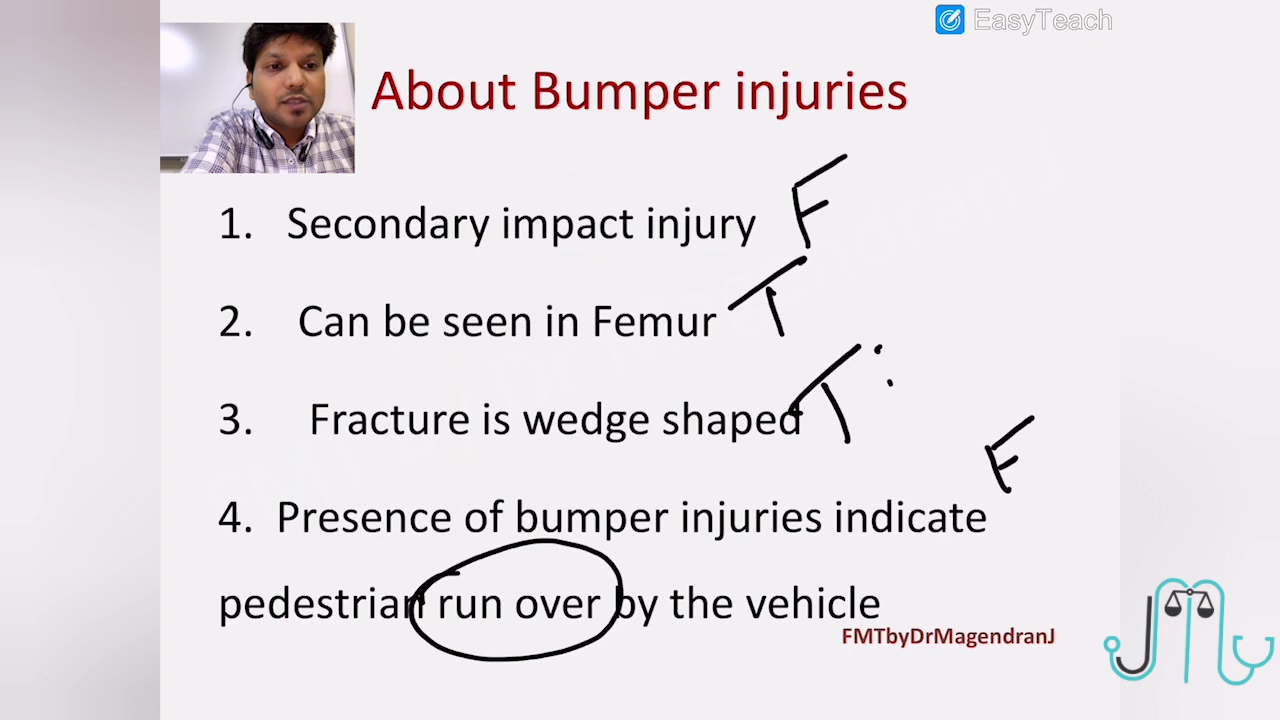 EasyTeach
About Bumper injuries
1. Secondary impact injury F
2. Can be seen in Femur T
3. Fracture is wedge shaped T
4. Presence of bumper injuries indicate F
pedestrian run over by the vehicle
FMTbyDrMagendranJ